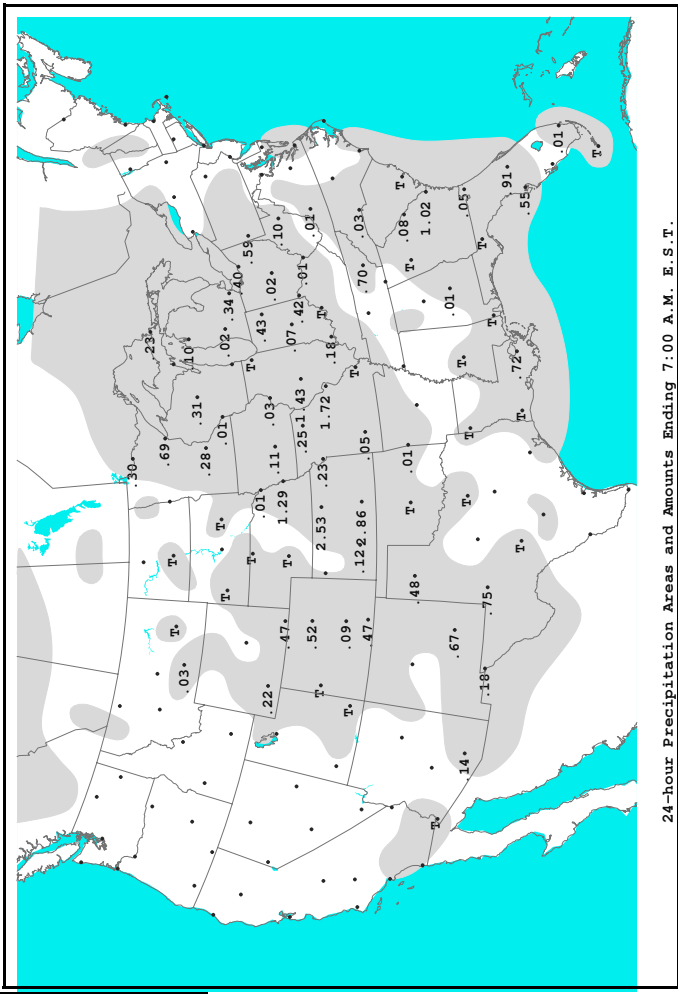 .30
.23
.69
T
T
.03
.10
.31
.28
T
.01
.02
T
.34
.40
.59
T
T
.01
.43
.22
.03
.02
.11
.10
1.29
.47
T
.07
.42
.25
1.43
.01
.01
.52
T
2.53
T
.23
1.72
.18
.09
T
T
.03
.12
2.86
.70
.05
.47
T
.08
.01
T
T
.48
1.02
T
.01
.67
T
.05
.14
T
T
T
.18
.75
T
.91
.72
T
T
.55
.01
T
24-hour Precipitation Areas and Amounts Ending 7:00 A.M. E.S.T.